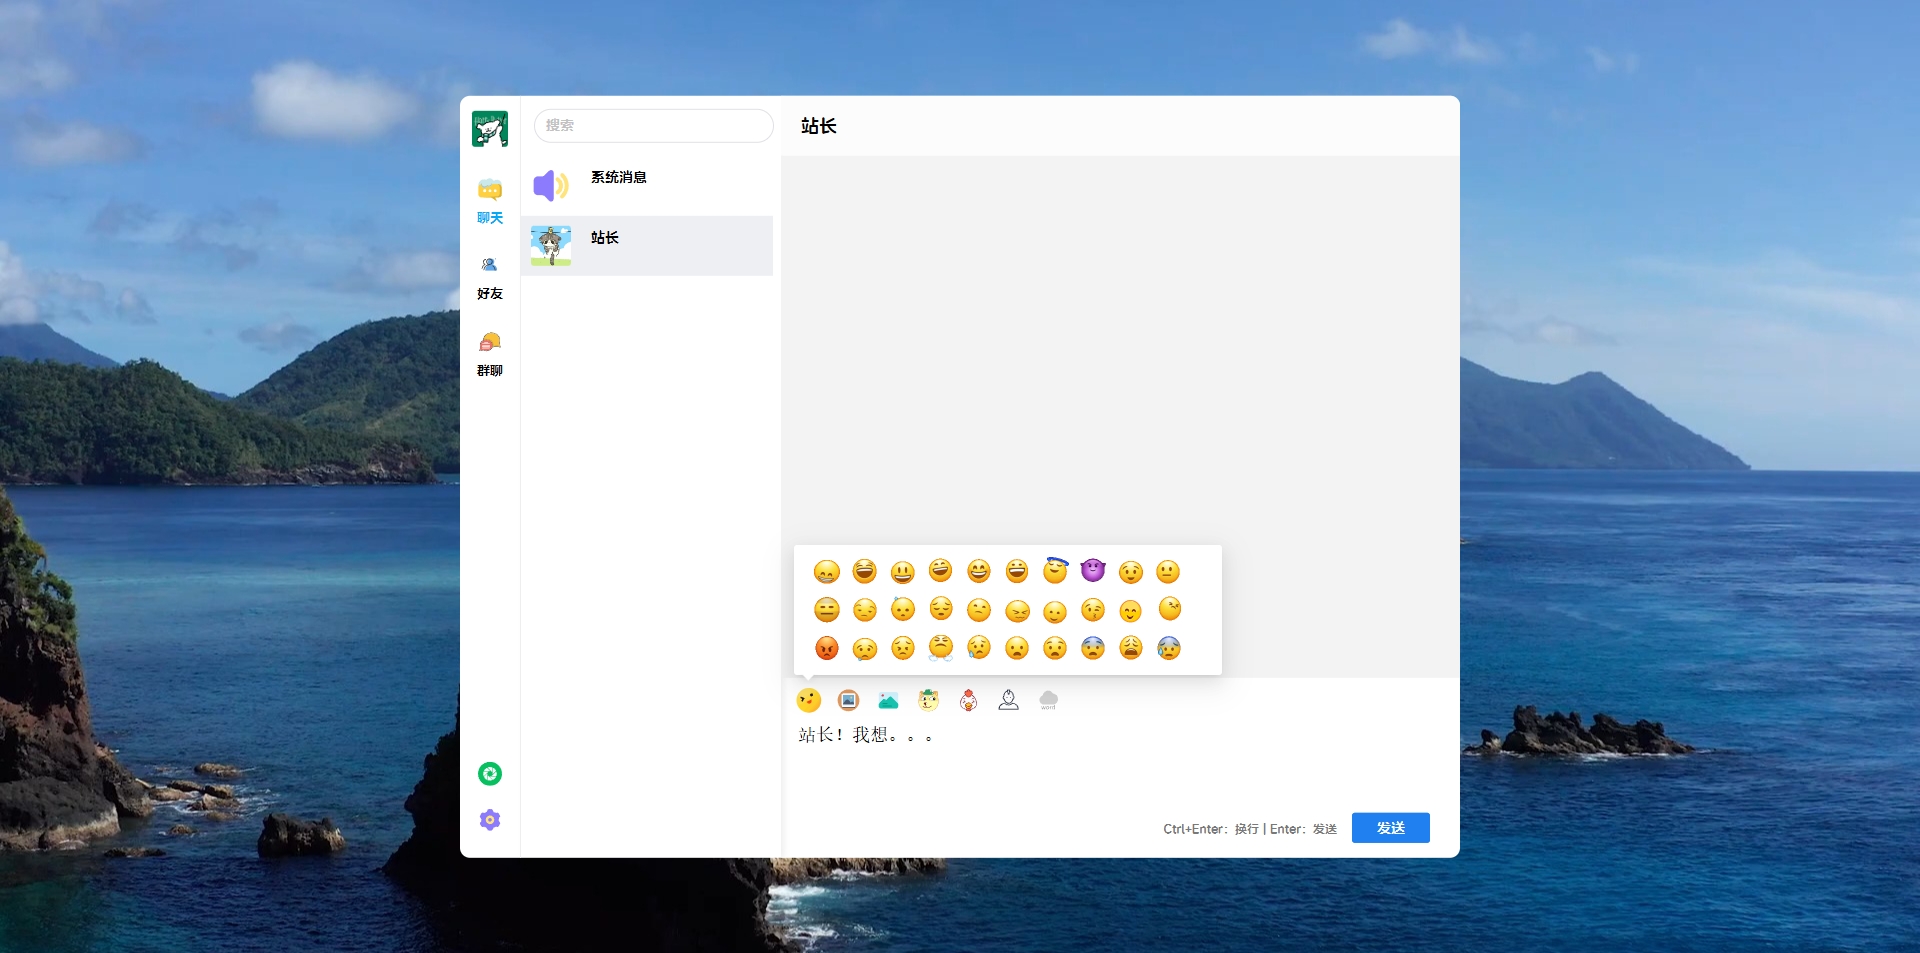 搜索
站长
系统消息
聊天
站长
好友
群聊
word
站长！我想。。。
Ctrl+Enter：换行 | Enter：发送
发送